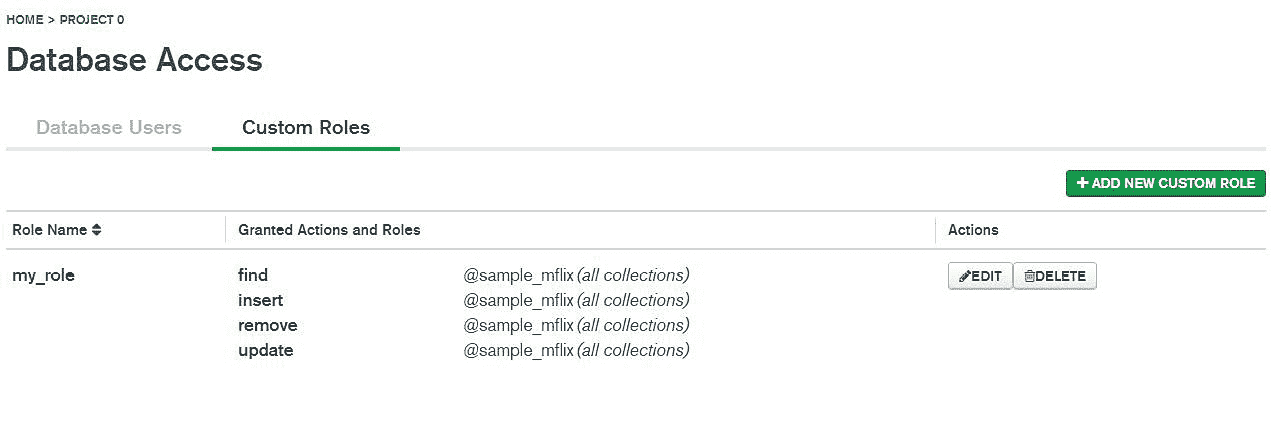 HOME > PROJECT 0
Database Access
Database Users Custom Roles
+ ADD NEW CUSTOM ROLE
Role Name Granted Actions and Roles Actions
my_role find @sample_mflix (all collections) EDIT DELETE
insert @sample_mflix (all collections)
remove @sample_mflix (all collections)
update @sample_mflix (all collections)